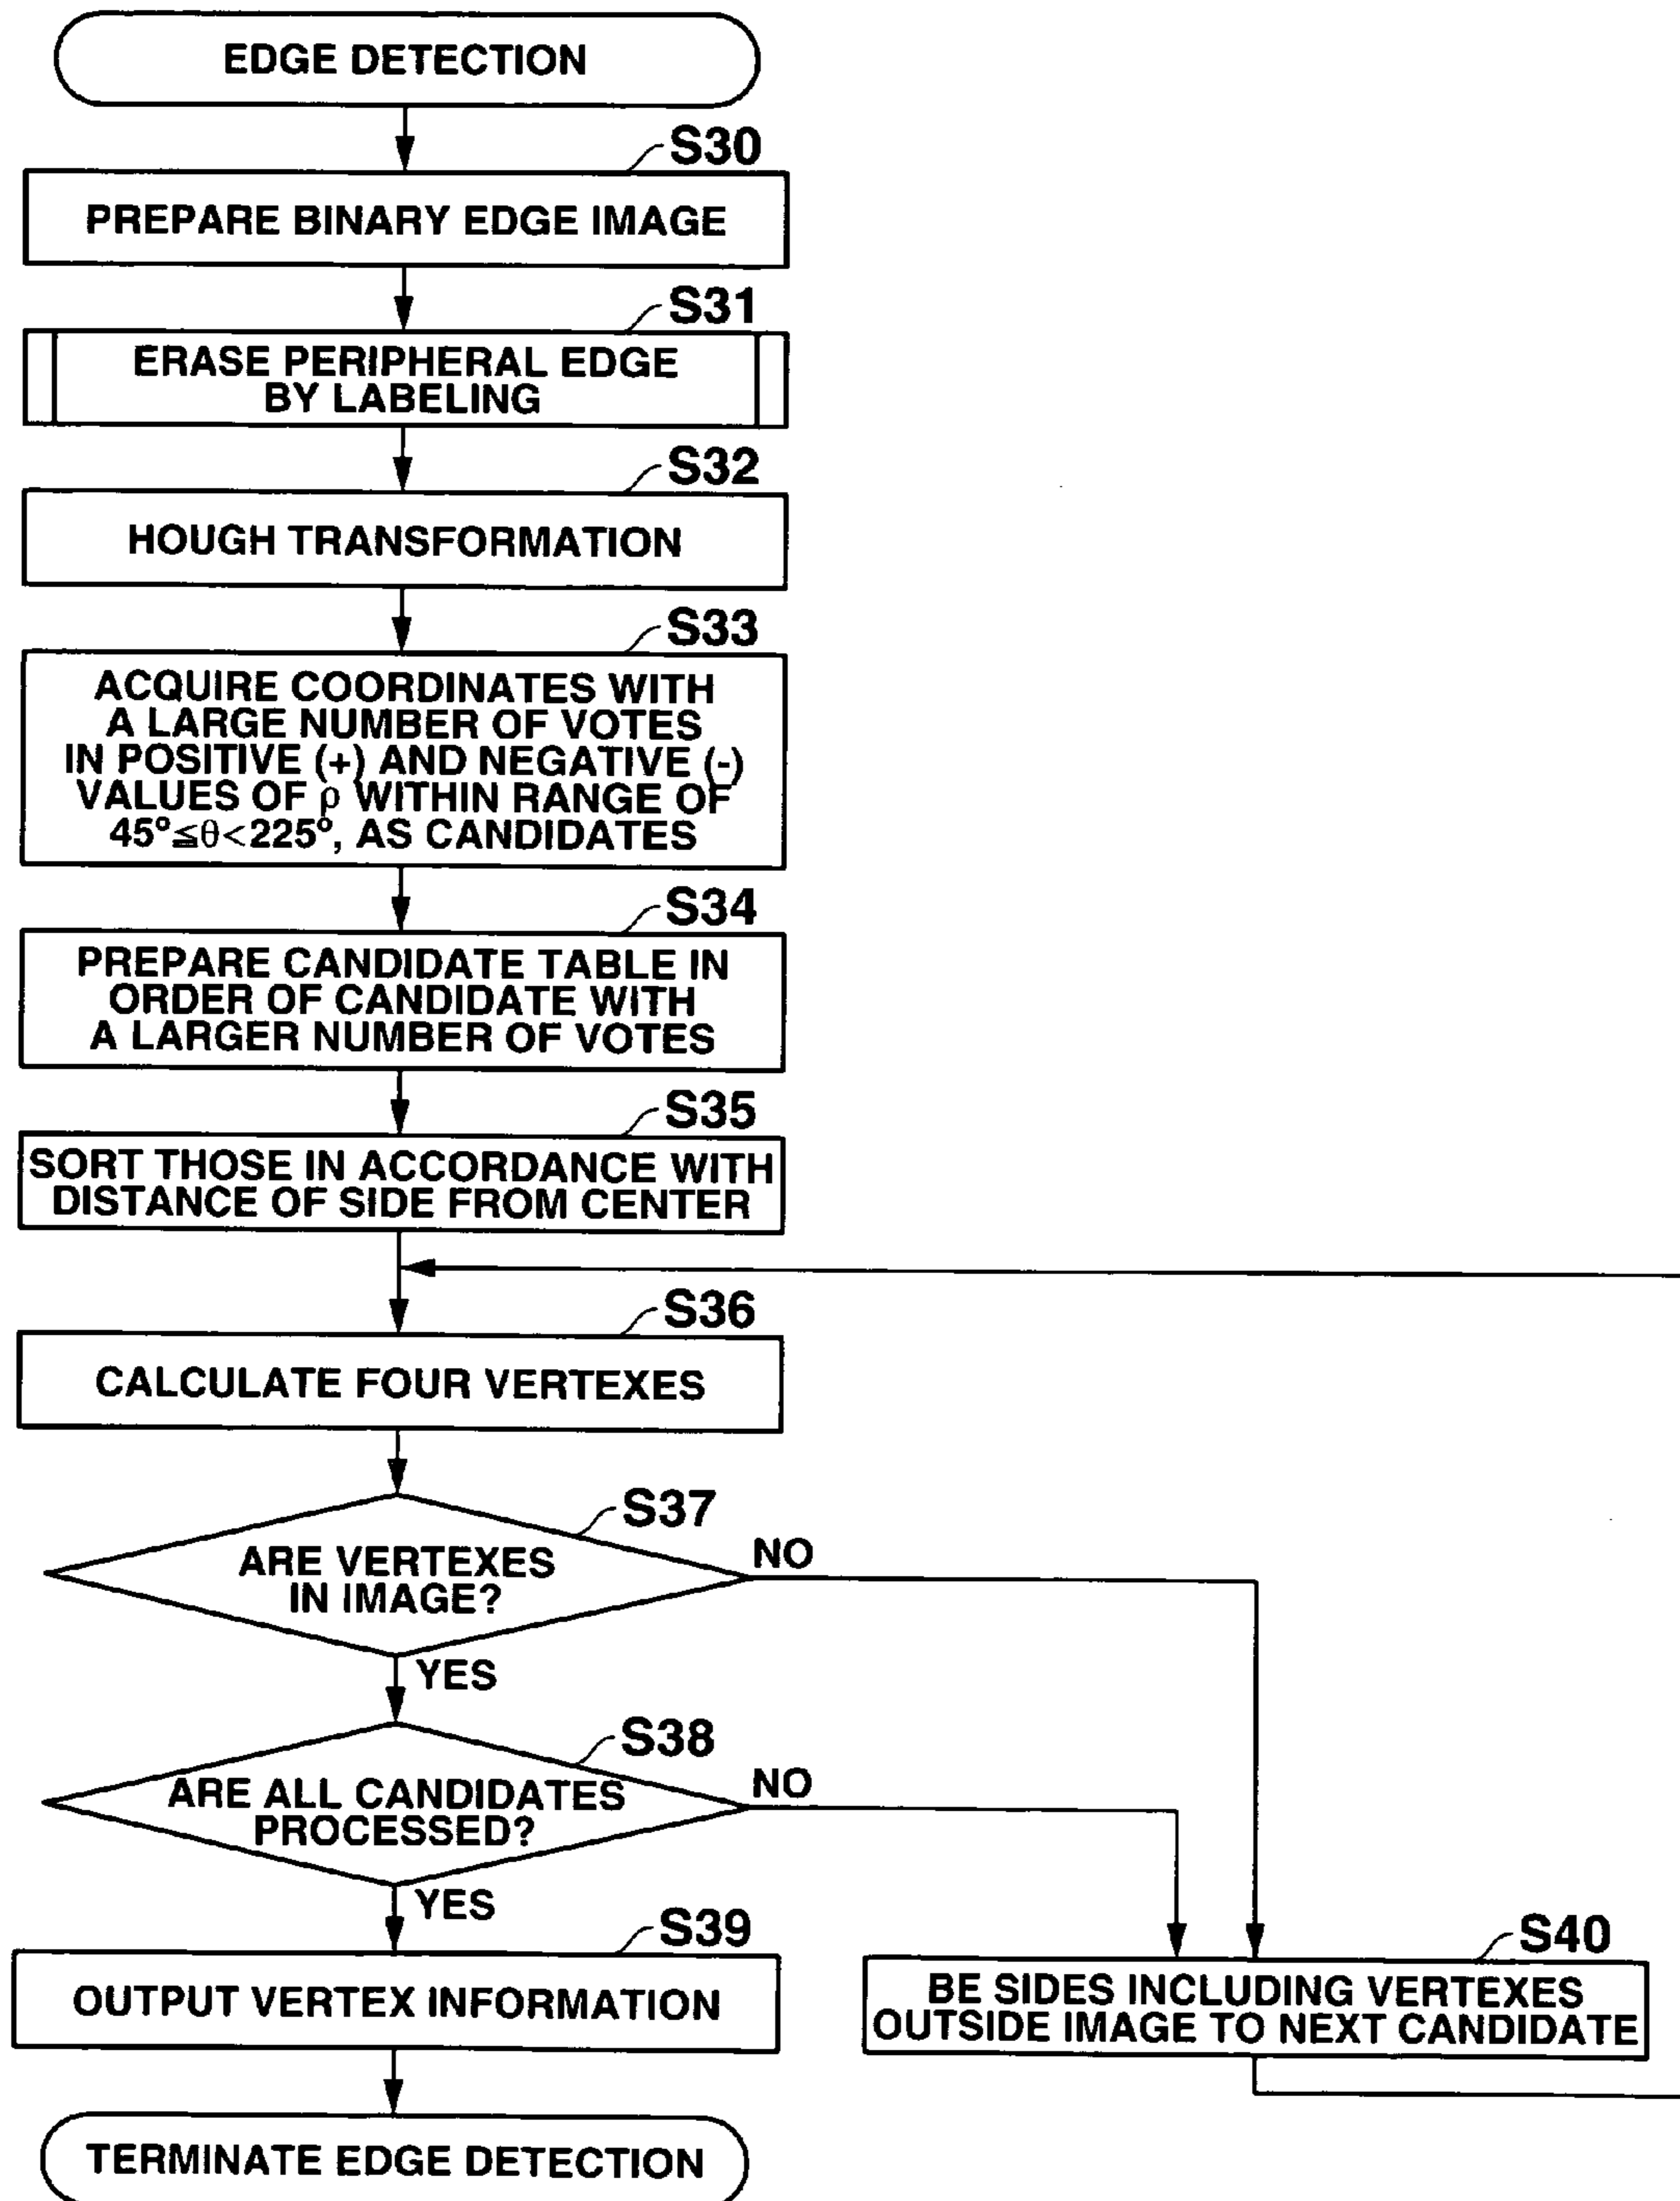 EDGE DETECTION
S30
PREPARE BINARY EDGE IMAGE
S31
ERASE PERIPHERAL EDGE
BY LABELING
S32
HOUGH TRANSFORMATION
S33
ACQUIRE COORDINATES WITH
A LARGE NUMBER OF VOTES
IN POSITIVE (+) AND NEGATIVE (-)
VALUES OF ρ WITHIN RANGE OF
45°≦θ<225°, AS CANDIDATES
S34
PREPARE CANDIDATE TABLE IN
ORDER OF CANDIDATE WITH
A LARGER NUMBER OF VOTES
S35
SORT THOSE IN ACCORDANCE WITH
DISTANCE OF SIDE FROM CENTER
S36
CALCULATE FOUR VERTEXES
S37
ARE VERTEXES
IN IMAGE?
NO
YES
S38
ARE ALL CANDIDATES
PROCESSED?
NO
YES
S39
OUTPUT VERTEX INFORMATION
S40
BE SIDES INCLUDING VERTEXES
OUTSIDE IMAGE TO NEXT CANDIDATE
TERMINATE EDGE DETECTION